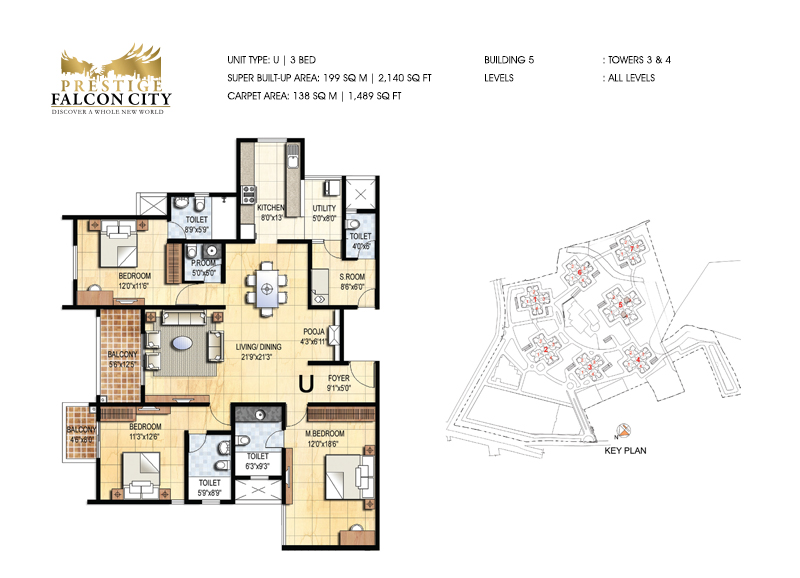 PRESTIGE
FALCON CITY
DISCOVER A WHOLE NEW WORLD
UNIT TYPE: U | 3 BED
SUPER BUILT-UP AREA: 199 SQ M | 2,140 SQ FT
CARPET AREA: 138 SQ M | 1,489 SQ FT
BUILDING 5 : TOWERS 3 & 4
LEVELS : ALL LEVELS
KITCHEN
8'0"x13'
UTILITY
5'0"x8'0"
TOILET
8'9"x5'9"
TOILET
4'0"x6'
P.ROOM
5'0"x5'0"
BEDROOM
12'0"x11'6"
S.ROOM
8'6"x6'0"
POOJA
4'3"x6'11"
LIVING/ DINING
21'9"x21'3"
BALCONY
5'6"x12'5"
FOYER
9'1"x5'0"
U
BALCONY
4'6"x8'0"
BEDROOM
11'3"x12'6"
TOILET
6'3"x9'3"
M.BEDROOM
12'0"x18'6"
TOILET
5'9"x8'9"
1
2
3
4
5
6
7
N
KEY PLAN